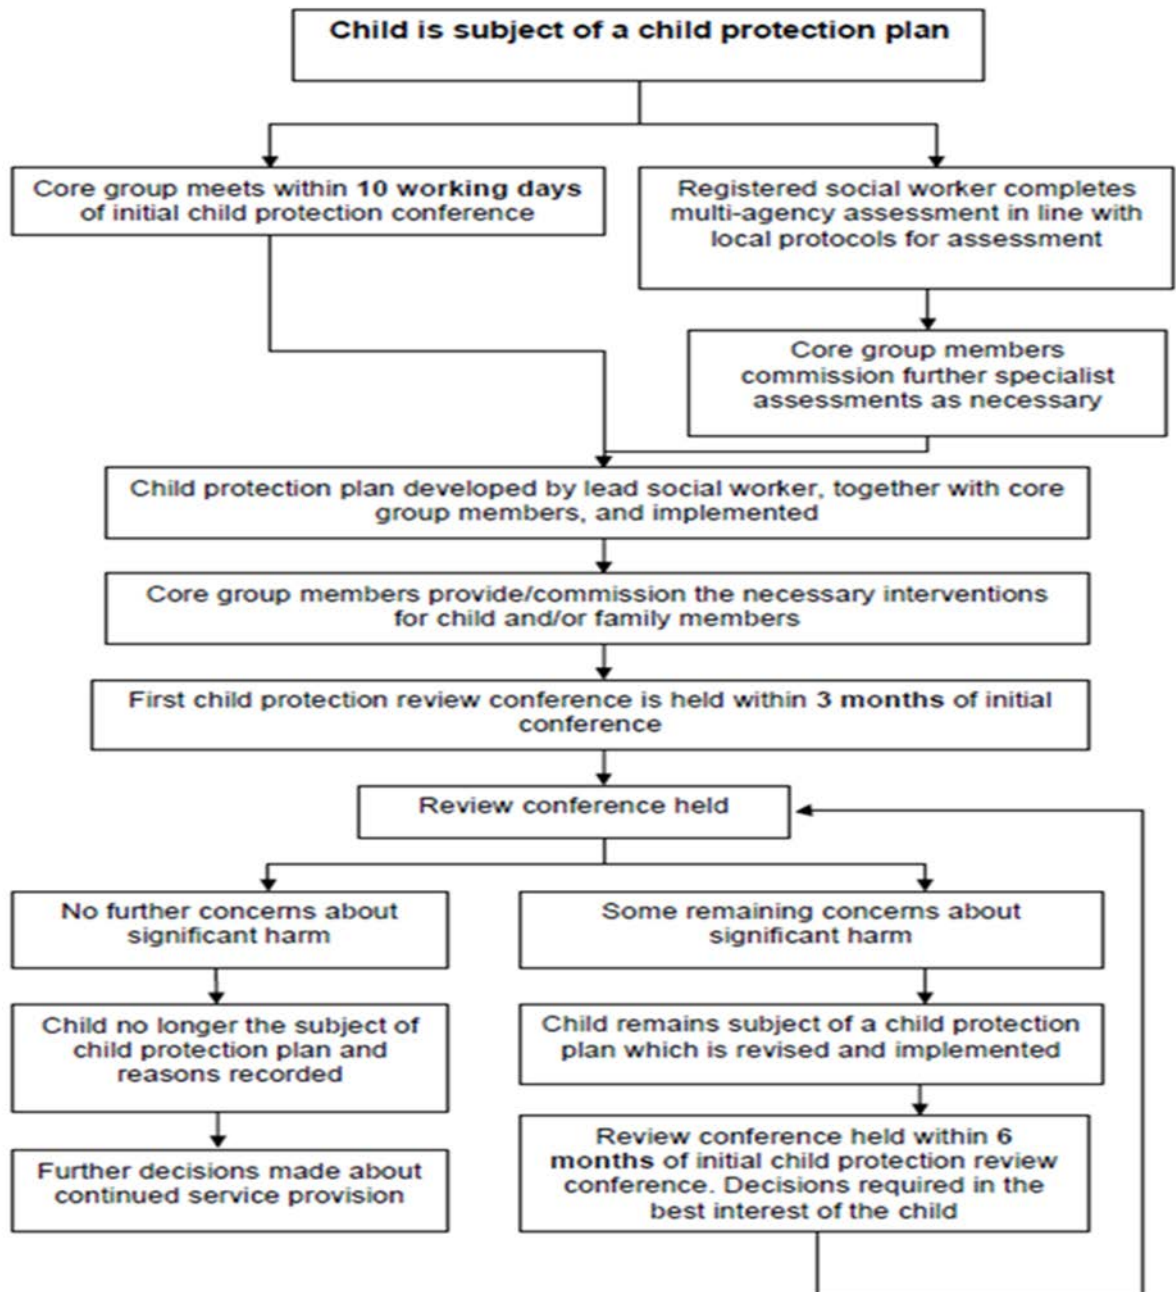 Child is subject of a child protection plan
Core group meets within 10 working days
of initial child protection conference
Registered social worker completes
multi-agency assessment in line with
local protocols for assessment
Core group members
commission further specialist
assessments as necessary
Child protection plan developed by lead social worker, together with core
group members, and implemented
Core group members provide/commission the necessary interventions
for child and/or family members
First child protection review conference is held within 3 months of initial
conference
Review conference held
No further concerns about
significant harm
Child no longer the subject of
child protection plan and
reasons recorded
Further decisions made about
continued service provision
Some remaining concerns about
significant harm
Child remains subject of a child protection
plan which is revised and implemented
Review conference held within 6
months of initial child protection review
conference. Decisions required in the
best interest of the child